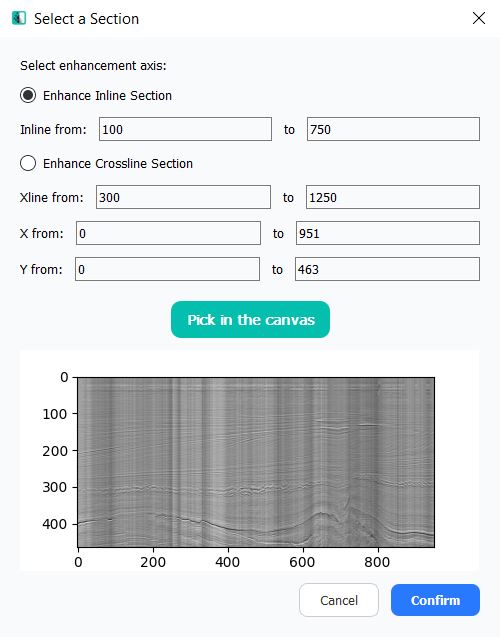 Select a Section
Select enhancement axis:
Enhance Inline Section
Inline from: 100 to 750
Enhance Crossline Section
Xline from: 300 to 1250
X from: 0 to 951
Y from: 0 to 463
Pick in the canvas
0
100
200
300
400
0 200 400 600 800
Cancel Confirm